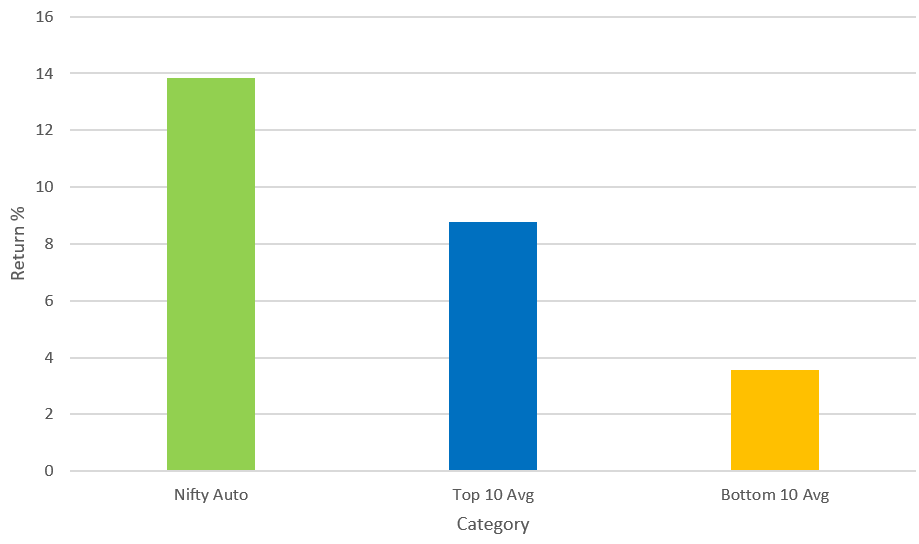 16
14
12
10
8
6
4
2
0
Return %
Nifty Auto
Top 10 Avg
Bottom 10 Avg
Category